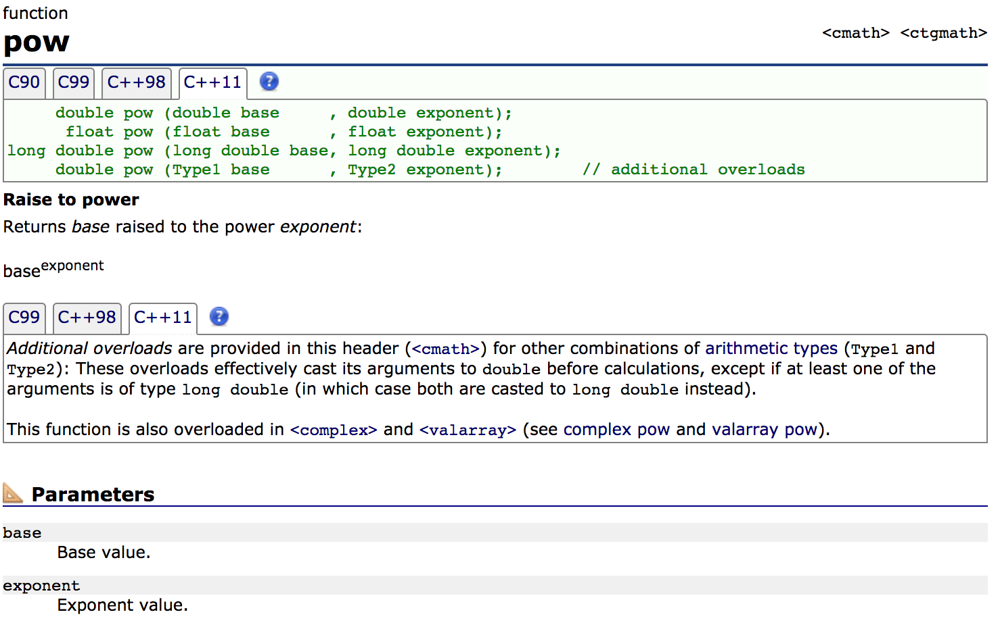 function
pow
<cmath> <ctgmath>
C90 C99 C++98 C++11 ?
double pow (double base     , double exponent);
float pow (float base      , float exponent);
long double pow (long double base, long double exponent);
double pow (Type1 base      , Type2 exponent);        // additional overloads
Raise to power
Returns base raised to the power exponent:
base^exponent
C99 C++98 C++11 ?
Additional overloads are provided in this header (<cmath>) for other combinations of arithmetic types (Type1 and
Type2): These overloads effectively cast its arguments to double before calculations, except if at least one of the
arguments is of type long double (in which case both are casted to long double instead).
This function is also overloaded in <complex> and <valarray> (see complex pow and valarray pow).
Parameters
base
Base value.
exponent
Exponent value.